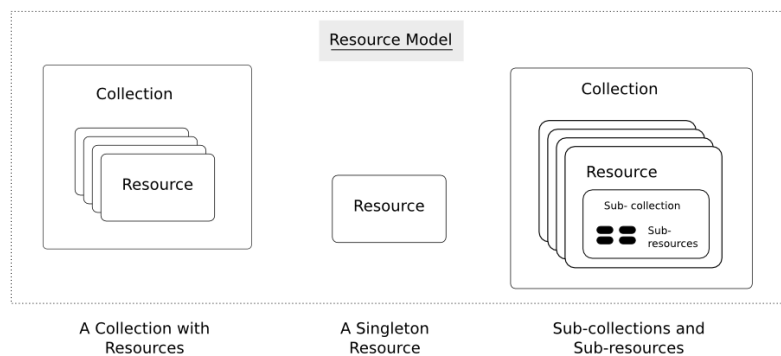 Resource Model
Collection
Resource
Resource
Collection
Resource
Sub- collection
Sub-
resources
A Collection with
Resources
A Singleton
Resource
Sub-collections and
Sub-resources